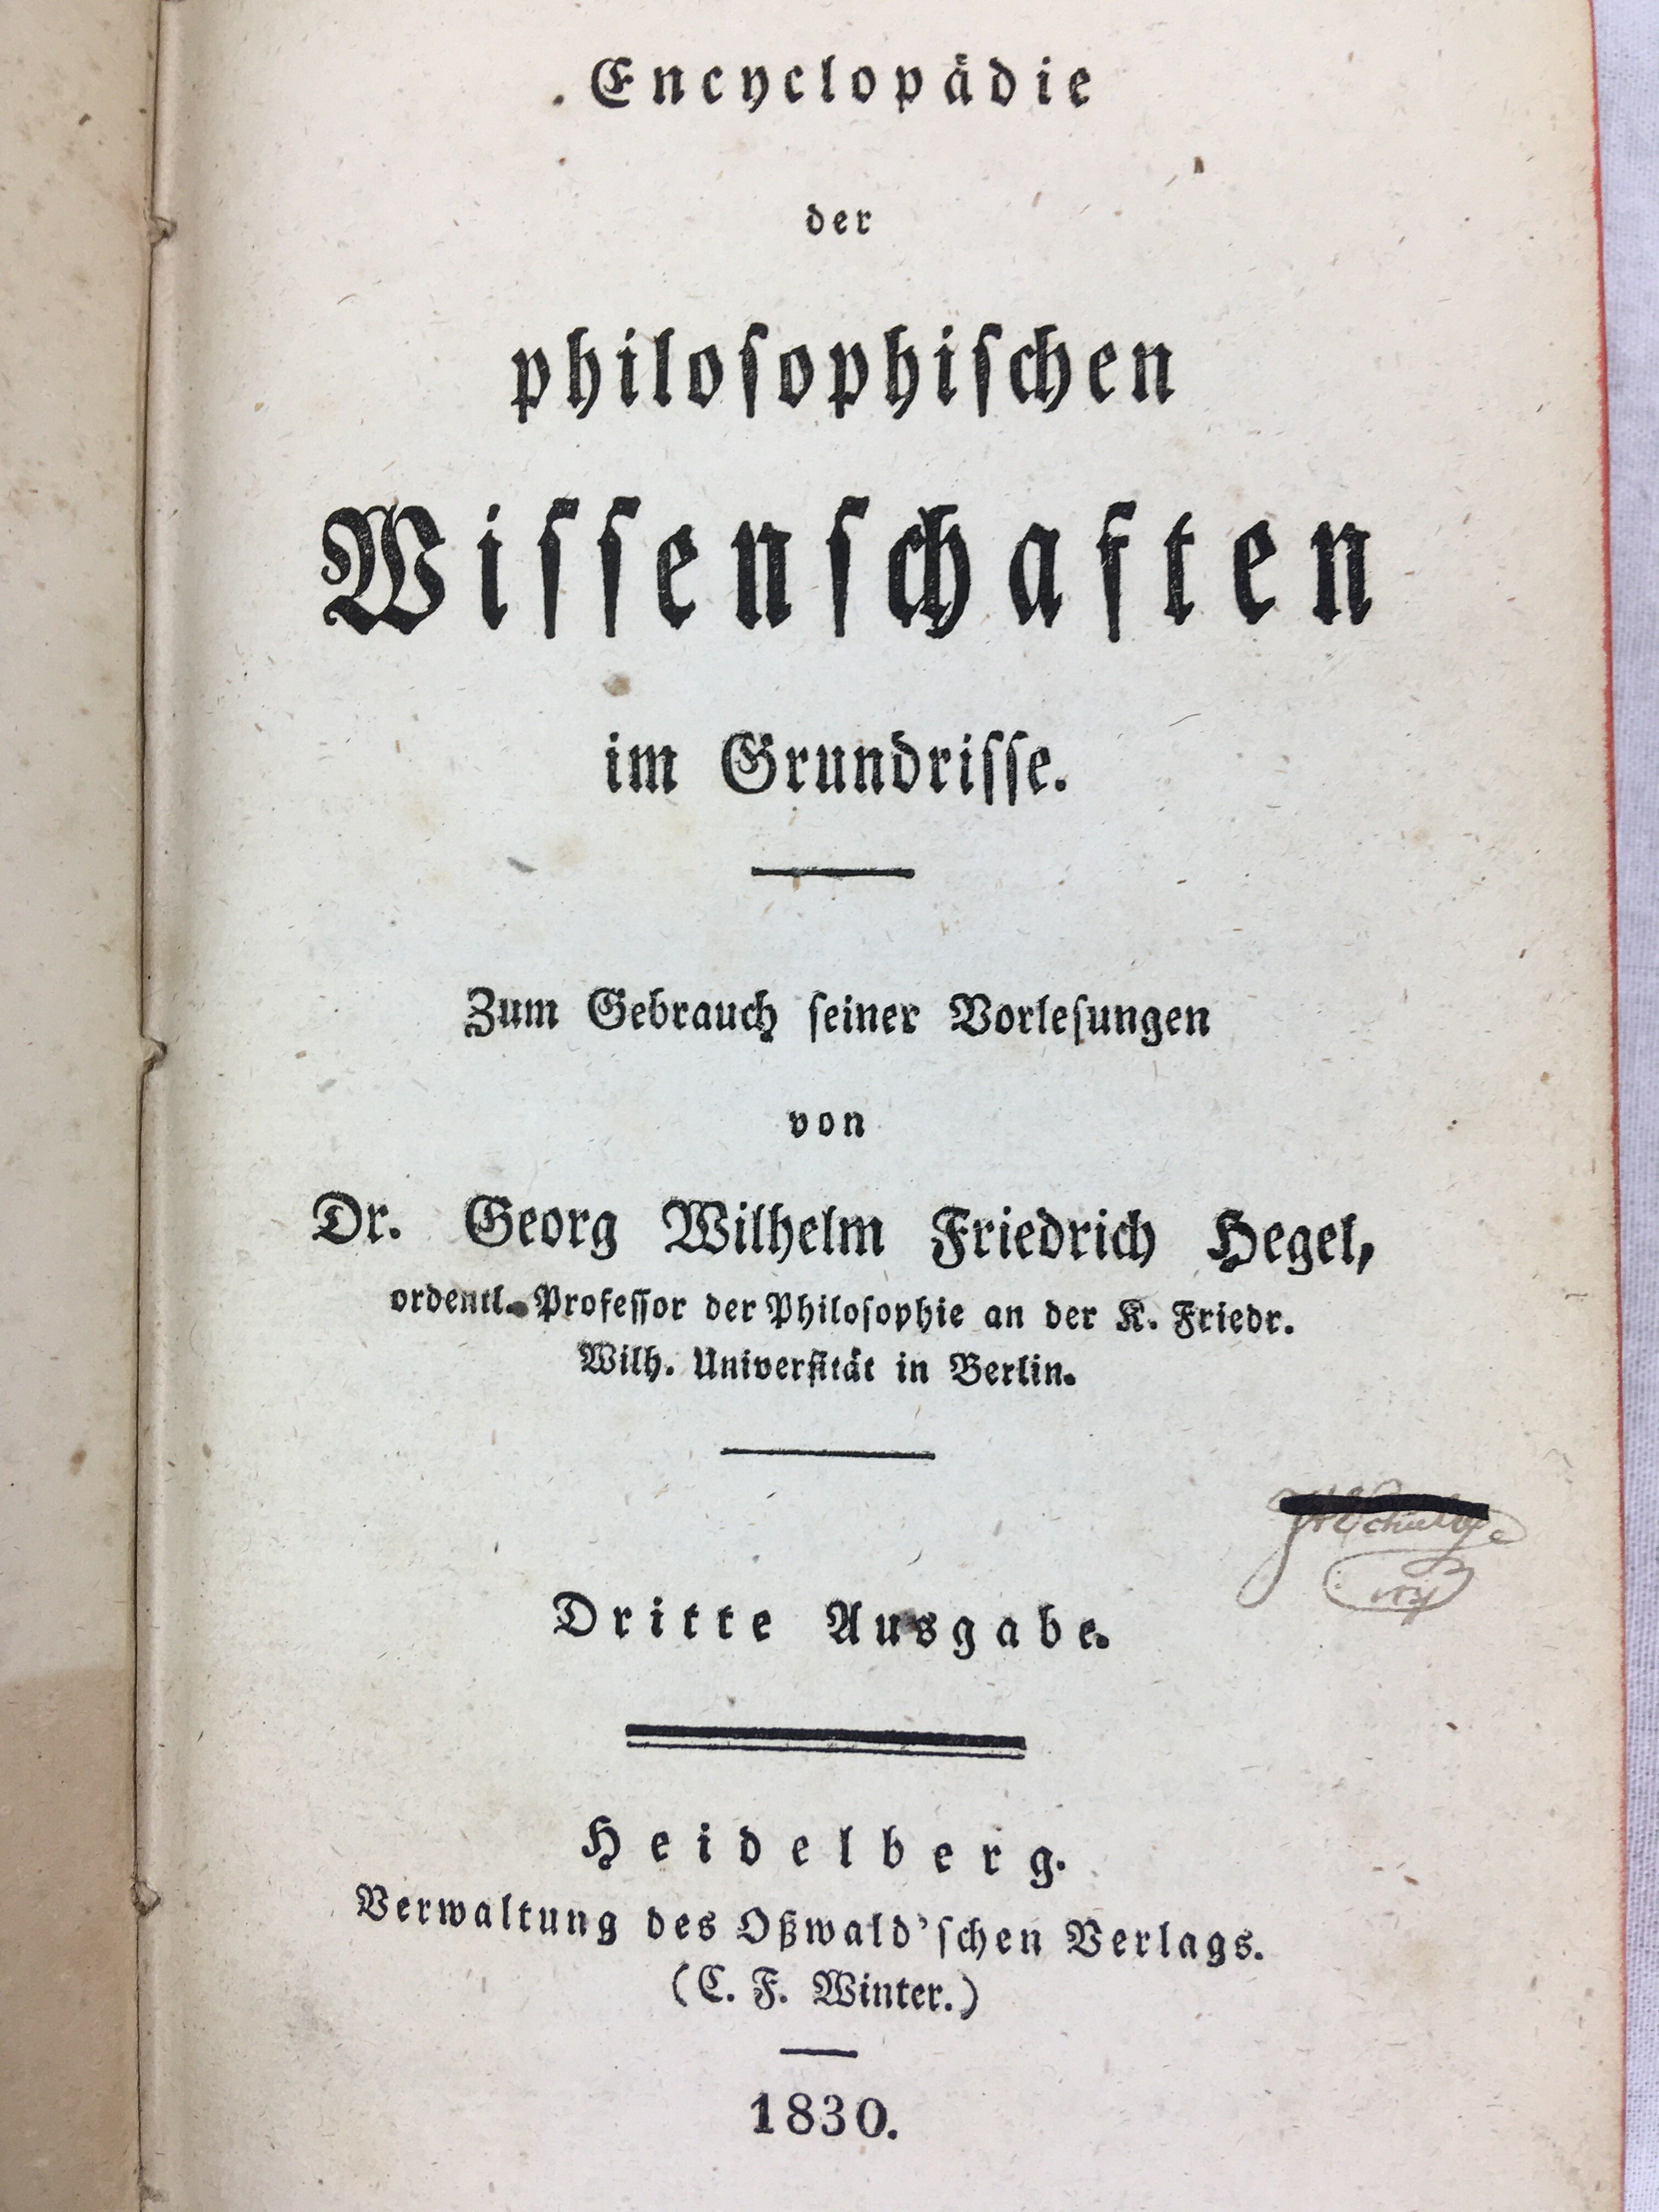 Encyclopädie
der
philosophischen
Wissenschaften
im Grundrisse.
Zum Gebrauch seiner Vorlesungen
von
Dr. Georg Wilhelm Friedrich Hegel,
ordentl. Professor der Philosophie an der K. Friedr.
Wilh. Universität in Berlin.
Dritte Ausgabe.
Heidelberg.
Verwaltung des Oßwald'schen Verlags.
(C. F. Winter.)
1830.